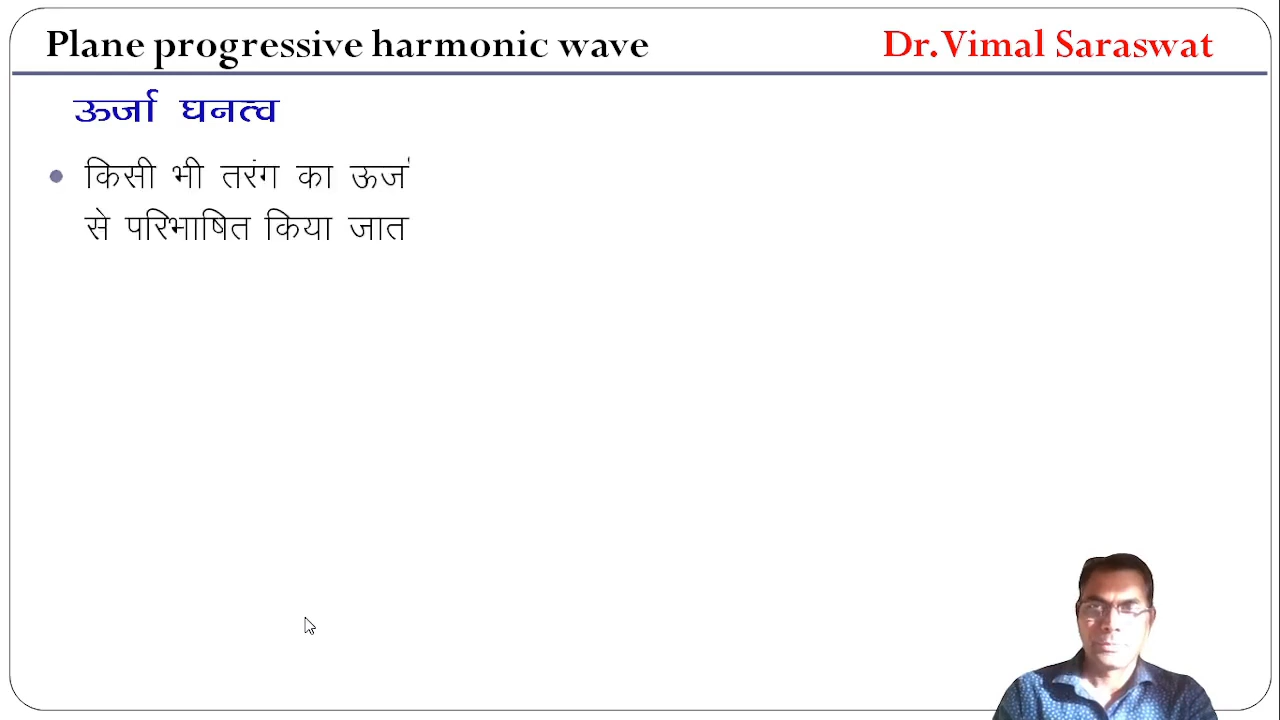 Plane progressive harmonic wave
Dr. Vimal Saraswat
ऊर्जा घनत्व
किसी भी तरंग का
से परिभाषित किया